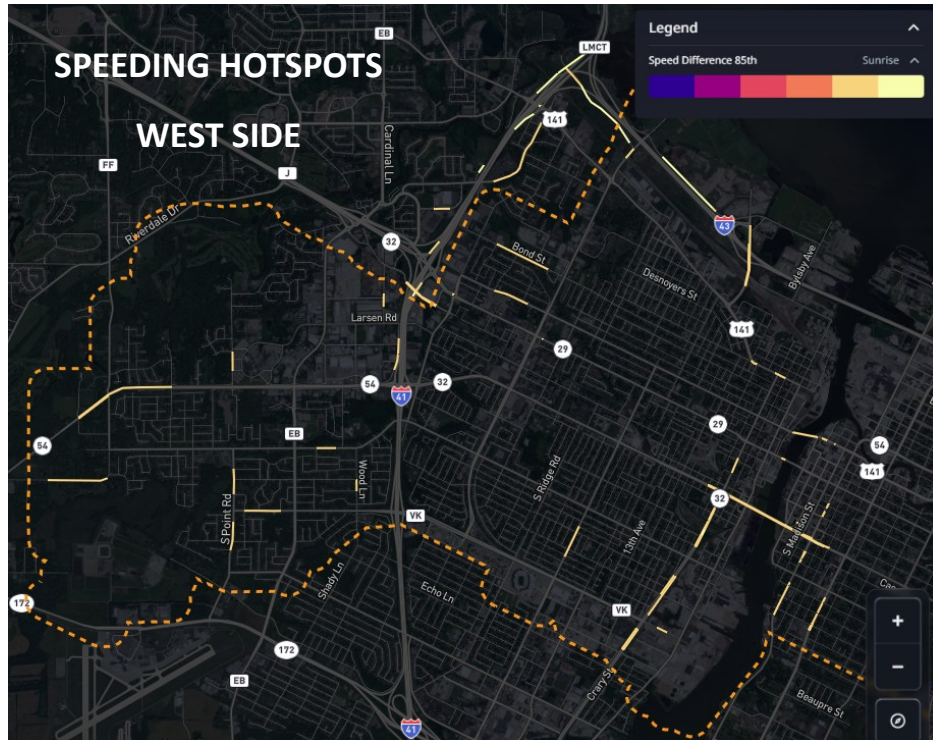 SPEEDING HOTSPOTS
WEST SIDE
Legend
Speed Difference 85th
Sunrise
EB
LMCT
141
Cardinal Ln
FF
J
Riverdale Dr
32
43
Bond St
Desnoyers St
Bylsby Ave
Larsen Rd
141
29
54
32
41
29
54
EB
54
141
Wood Ln
S Ridge Rd
32
S Point Rd
VK
13th Ave
S Madison St
Shady Ln
Echo Ln
172
VK
+
172
−
EB
Crary St
Beaupre St
41